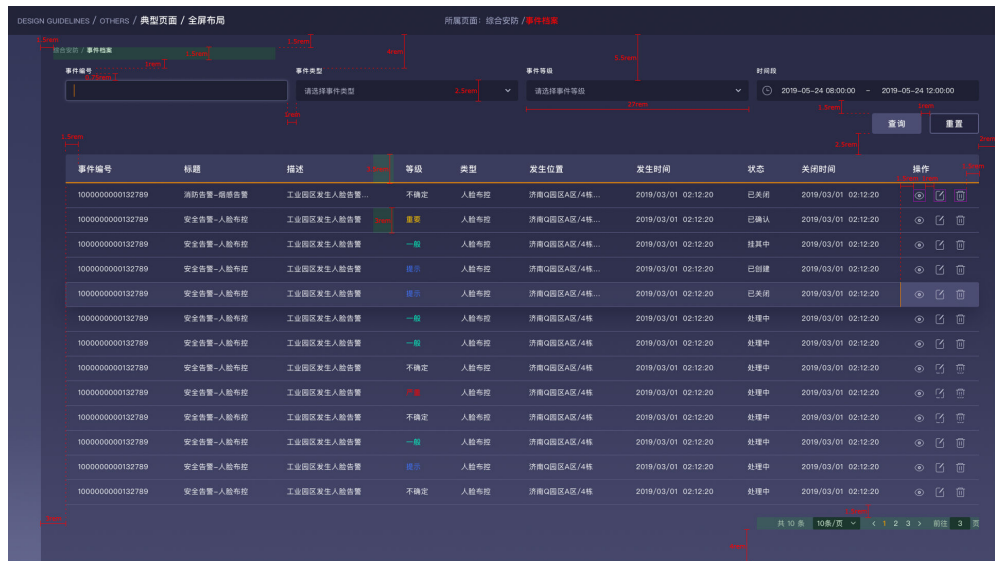 DESIGN GUIDELINES / OTHERS / 典型页面 / 全屏布局
所属页面：综合安防 /事件档案
综合安防 / 事件档案
事件编号 事件类型 事件等级 时间段
请选择事件类型 2.5rem 请选择事件等级 2019-05-24 08:00:00 – 2019-05-24 12:00:00
查询 重置
事件编号 标题 描述 等级 类型 发生位置 发生时间 状态 关闭时间 操作
1000000000132789 消防告警-烟感告警 工业园区发生人脸告警... 不确定 人脸布控 济南Q园区A区/4栋... 2019/03/01 02:12:20 已关闭 2019/03/01 02:12:20
1000000000132789 安全告警-人脸布控 工业园区发生人脸告警 重要 人脸布控 济南Q园区A区/4栋... 2019/03/01 02:12:20 已确认 2019/03/01 02:12:20
1000000000132789 安全告警-人脸布控 工业园区发生人脸告警 一般 人脸布控 济南Q园区A区/4栋... 2019/03/01 02:12:20 挂其中 2019/03/01 02:12:20
1000000000132789 安全告警-人脸布控 工业园区发生人脸告警 提示 人脸布控 济南Q园区A区/4栋... 2019/03/01 02:12:20 已创建 2019/03/01 02:12:20
1000000000132789 安全告警-人脸布控 工业园区发生人脸告警 提示 人脸布控 济南Q园区A区/4栋... 2019/03/01 02:12:20 已关闭 2019/03/01 02:12:20
1000000000132789 安全告警-人脸布控 工业园区发生人脸告警 一般 人脸布控 济南Q园区A区/4栋 2019/03/01 02:12:20 处理中 2019/03/01 02:12:20
1000000000132789 安全告警-人脸布控 工业园区发生人脸告警 一般 人脸布控 济南Q园区A区/4栋 2019/03/01 02:12:20 处理中 2019/03/01 02:12:20
1000000000132789 安全告警-人脸布控 工业园区发生人脸告警 不确定 人脸布控 济南Q园区A区/4栋 2019/03/01 02:12:20 处理中 2019/03/01 02:12:20
1000000000132789 安全告警-人脸布控 工业园区发生人脸告警 人脸布控 济南Q园区A区/4栋 2019/03/01 02:12:20 处理中 2019/03/01 02:12:20
1000000000132789 安全告警-人脸布控 工业园区发生人脸告警 不确定 人脸布控 济南Q园区A区/4栋 2019/03/01 02:12:20 处理中 2019/03/01 02:12:20
1000000000132789 安全告警-人脸布控 工业园区发生人脸告警 一般 人脸布控 济南Q园区A区/4栋 2019/03/01 02:12:20 处理中 2019/03/01 02:12:20
1000000000132789 安全告警-人脸布控 工业园区发生人脸告警 提示 人脸布控 济南Q园区A区/4栋 2019/03/01 02:12:20 处理中 2019/03/01 02:12:20
1000000000132789 安全告警-人脸布控 工业园区发生人脸告警 不确定 人脸布控 济南Q园区A区/4栋 2019/03/01 02:12:20 处理中 2019/03/01 02:12:20
共 10 条 10条/页 < 1 2 3 > 前往 3 页